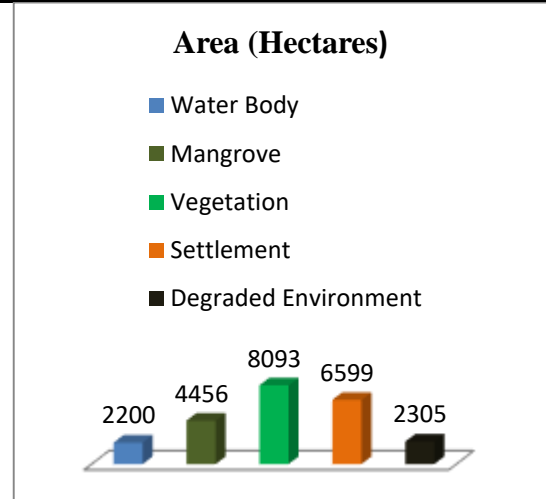 Area (Hectares)
Water Body
Mangrove
Vegetation
Settlement
Degraded Environment
2200
4456
8093
6599
2305